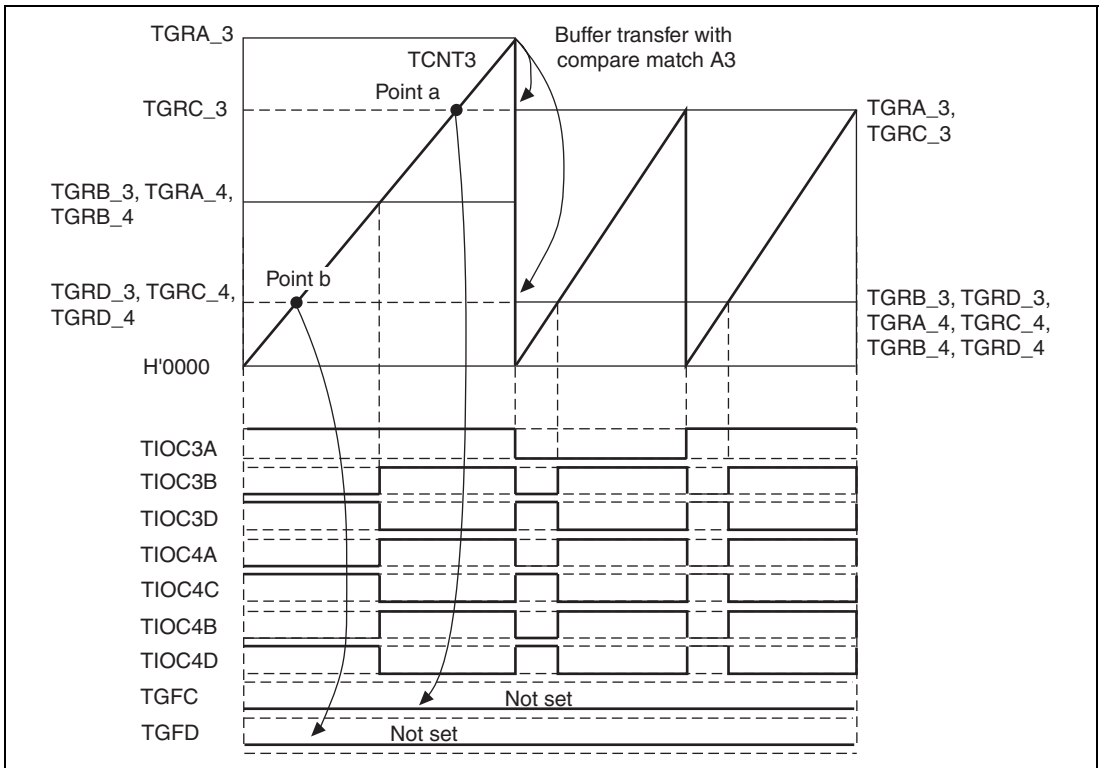 TGRA_3
TCNT3
Buffer transfer with
compare match A3
Point a
TGRC_3
TGRA_3,
TGRC_3
TGRB_3, TGRA_4,
TGRB_4
Point b
TGRD_3, TGRC_4,
TGRD_4
TGRB_3, TGRD_3,
TGRA_4, TGRC_4,
TGRB_4, TGRD_4
H'0000
TIOC3A
TIOC3B
TIOC3D
TIOC4A
TIOC4C
TIOC4B
TIOC4D
TGFC
Not set
TGFD
Not set